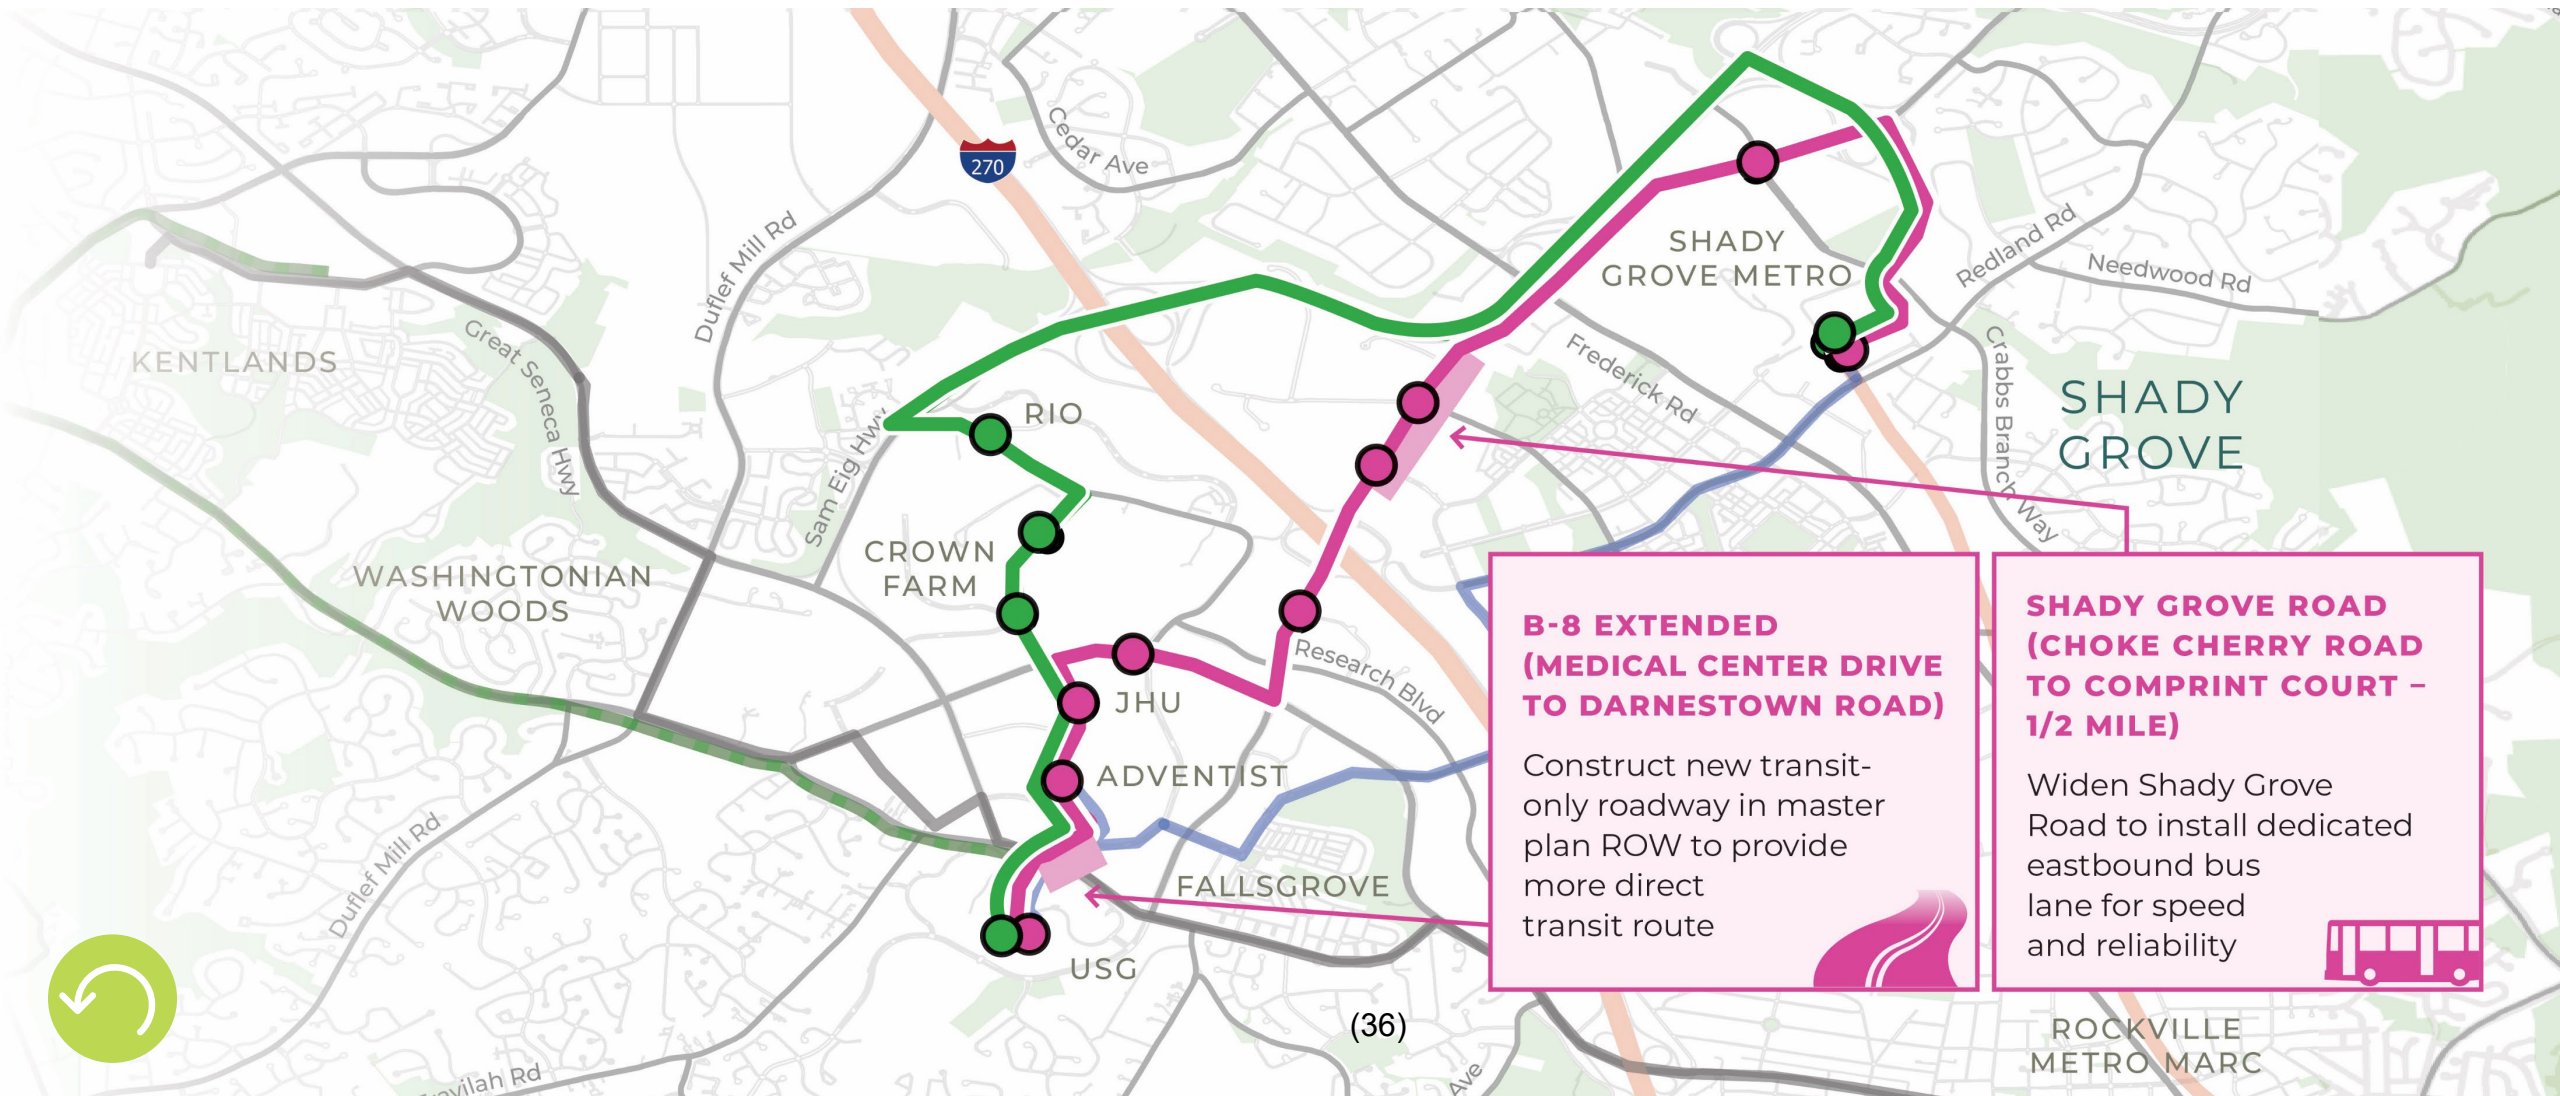 Cedar Ave
270
Duflef Mill Rd
SHADY
GROVE METRO
Redland Rd
Needwood Rd
KENTLANDS
Great Seneca Hwy
Frederick Rd
Crabbs Branch Way
SHADY
GROVE
RIO
Sam Eig Hwy
CROWN
FARM
WASHINGTONIAN
WOODS
Research Blvd
JHU
ADVENTIST
FALLSGROVE
Duflef Mill Rd
USG
B-8 EXTENDED
(MEDICAL CENTER DRIVE
TO DARNESTOWN ROAD)
Construct new transit-
only roadway in master
plan ROW to provide
more direct
transit route
SHADY GROVE ROAD
(CHOKE CHERRY ROAD
TO COMPRINT COURT –
1/2 MILE)
Widen Shady Grove
Road to install dedicated
eastbound bus
lane for speed
and reliability
(36)
ROCKVILLE
METRO MARC
Rd
Ave